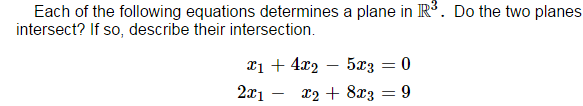 Each of the following equations determines a plane in ℝ³. Do the two planes
intersect? If so, describe their intersection.
x₁ + 4x₂ − 5x₃ = 0
2x₁ − x₂ + 8x₃ = 9